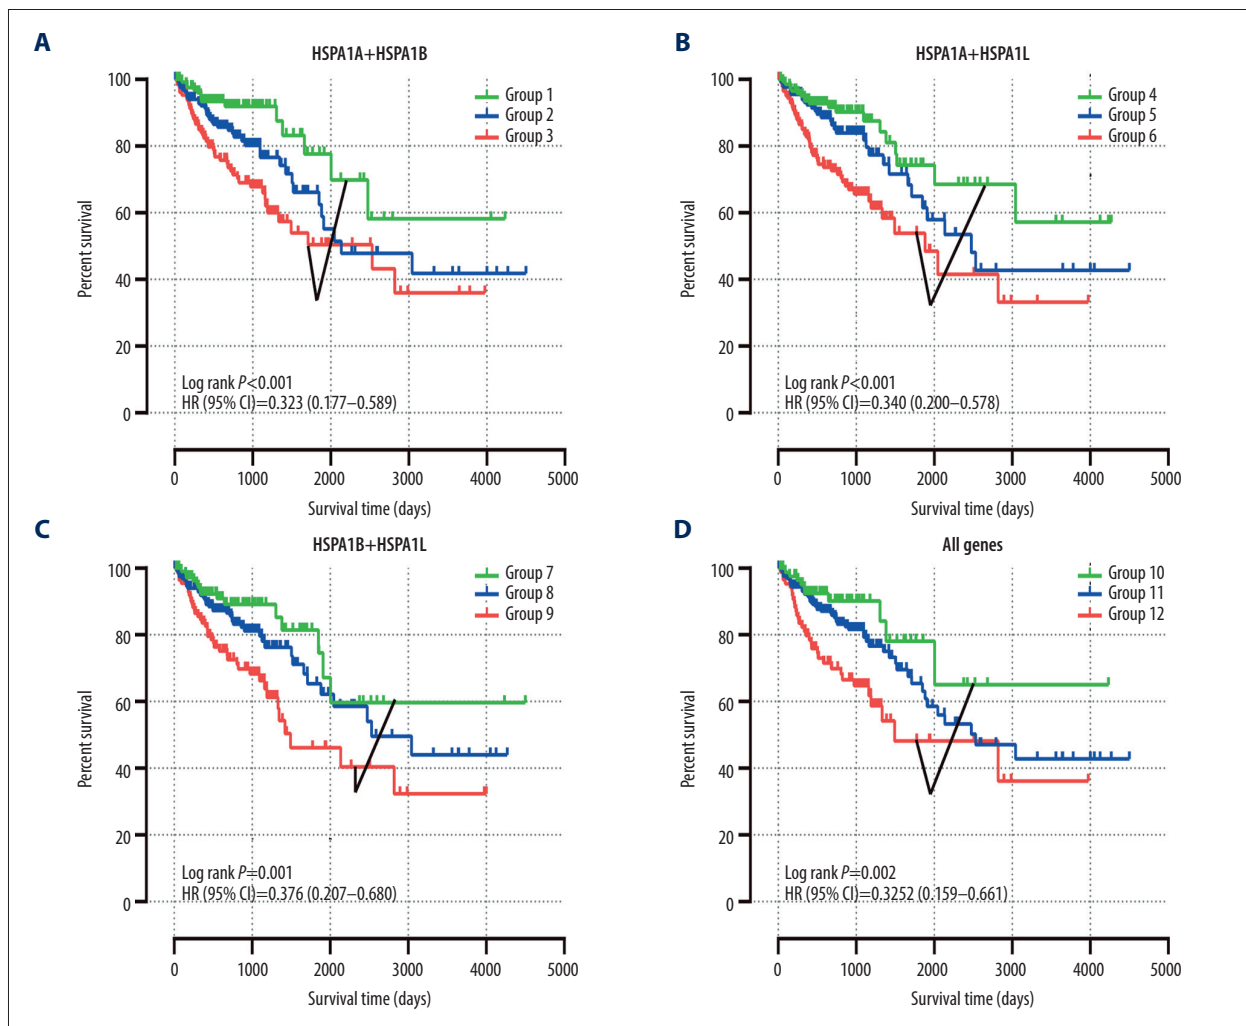 A
HSPA1A+HSPA1B
Group 1
Group 2
Group 3
Percent survival
100
80
60
40
20
0
Log rank P<0.001
HR (95% CI)=0.323 (0.177–0.589)
0 1000 2000 3000 4000 5000
Survival time (days)
B
HSPA1A+HSPA1L
Group 4
Group 5
Group 6
Percent survival
100
80
60
40
20
0
Log rank P<0.001
HR (95% CI)=0.340 (0.200–0.578)
0 1000 2000 3000 4000 5000
Survival time (days)
C
HSPA1B+HSPA1L
Group 7
Group 8
Group 9
Percent survival
100
80
60
40
20
0
Log rank P=0.001
HR (95% CI)=0.376 (0.207–0.680)
0 1000 2000 3000 4000 5000
Survival time (days)
D
All genes
Group 10
Group 11
Group 12
Percent survival
100
80
60
40
20
0
Log rank P=0.002
HR (95% CI)=0.3252 (0.159–0.661)
0 1000 2000 3000 4000 5000
Survival time (days)